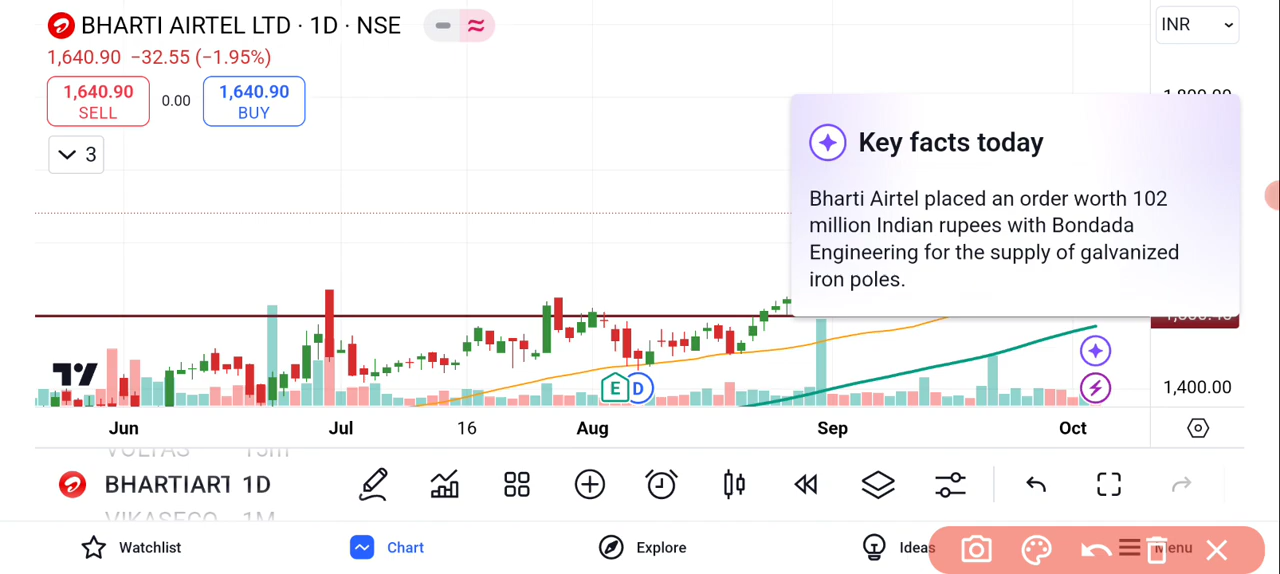 BHARTI AIRTEL LTD · 1D · NSE
INR
1,640.90 −32.55 (−1.95%)
1,640.90
SELL
0.00
1,640.90
BUY
3
Key facts today
Bharti Airtel placed an order worth 102
million Indian rupees with Bondada
Engineering for the supply of galvanized
iron poles.
E
D
1,400.00
Jun
Jul
16
Aug
Sep
Oct
BHARTIART 1D
Watchlist
Chart
Explore
Ideas
Menu